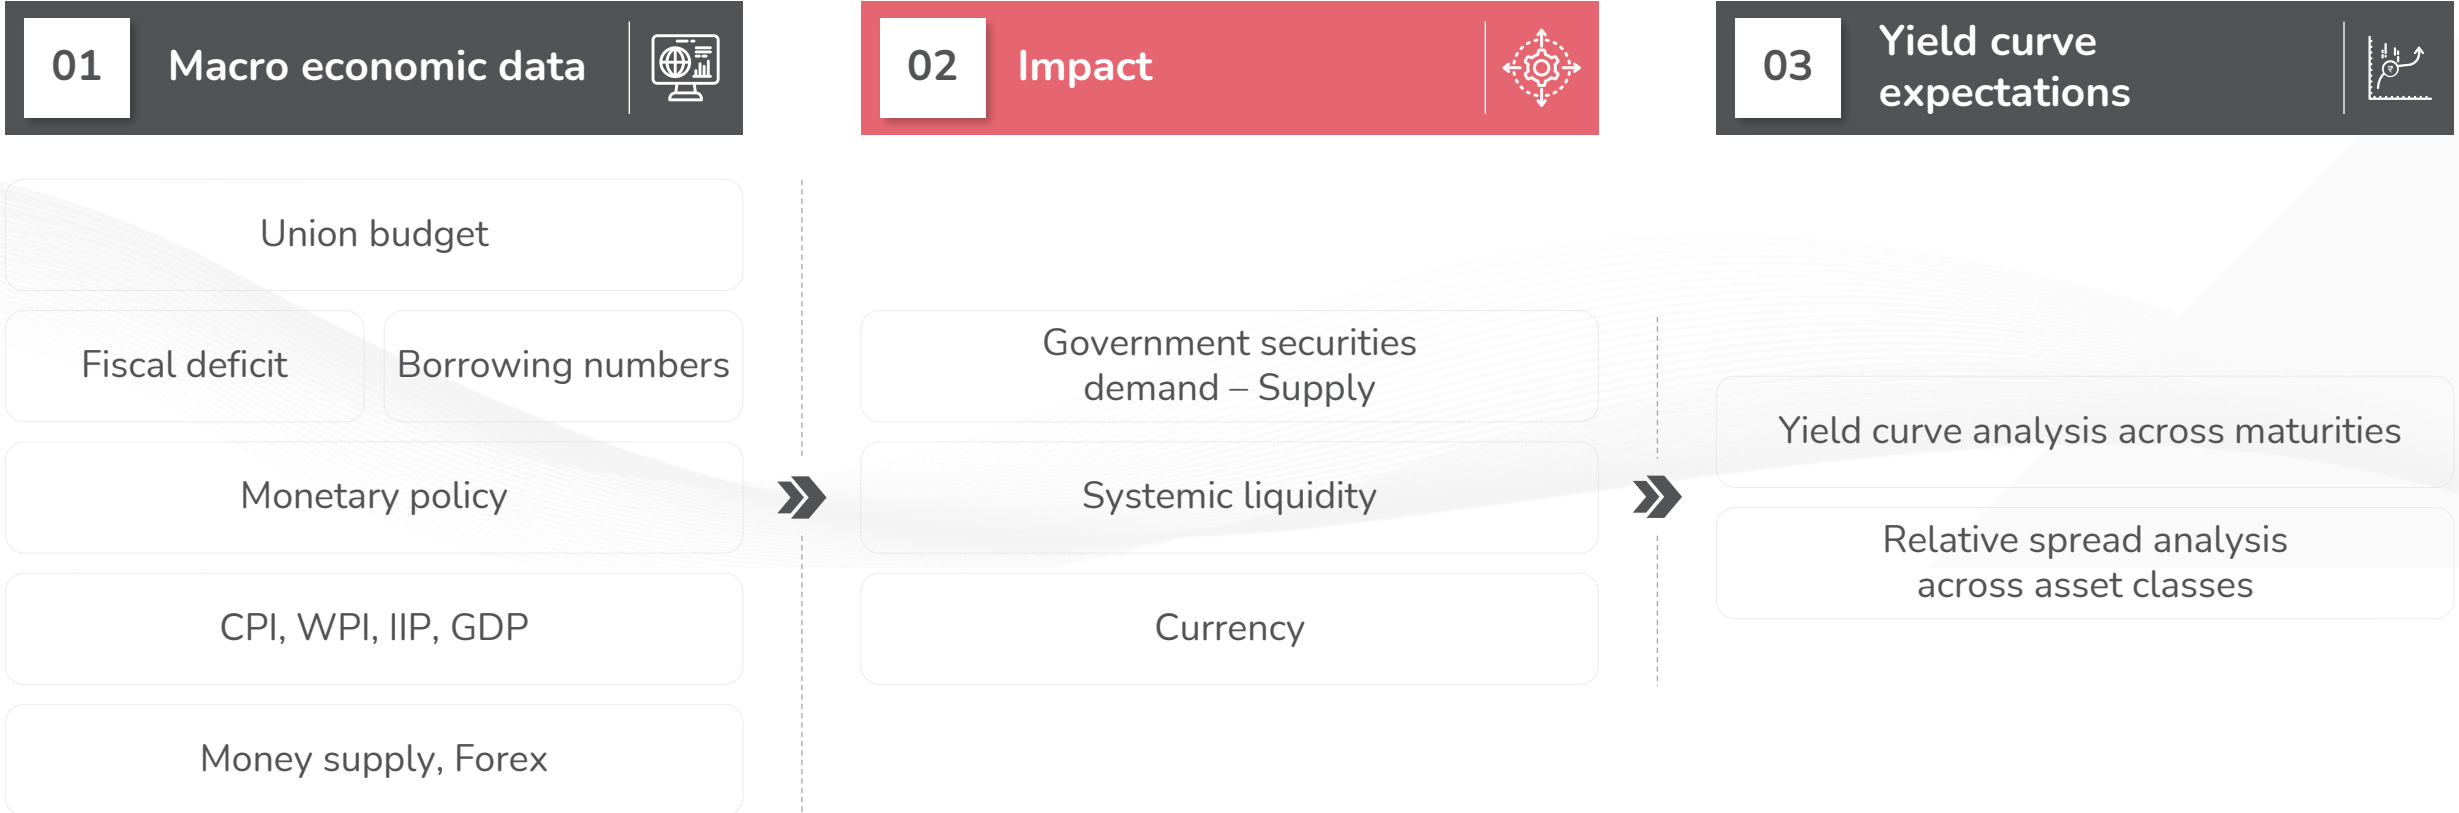 01
Macro economic data
02
Impact
03
Yield curve
expectations
Union budget
Fiscal deficit
Borrowing numbers
Monetary policy
CPI, WPI, IIP, GDP
Money supply, Forex
Government securities
demand – Supply
Systemic liquidity
Currency
Yield curve analysis across maturities
Relative spread analysis
across asset classes